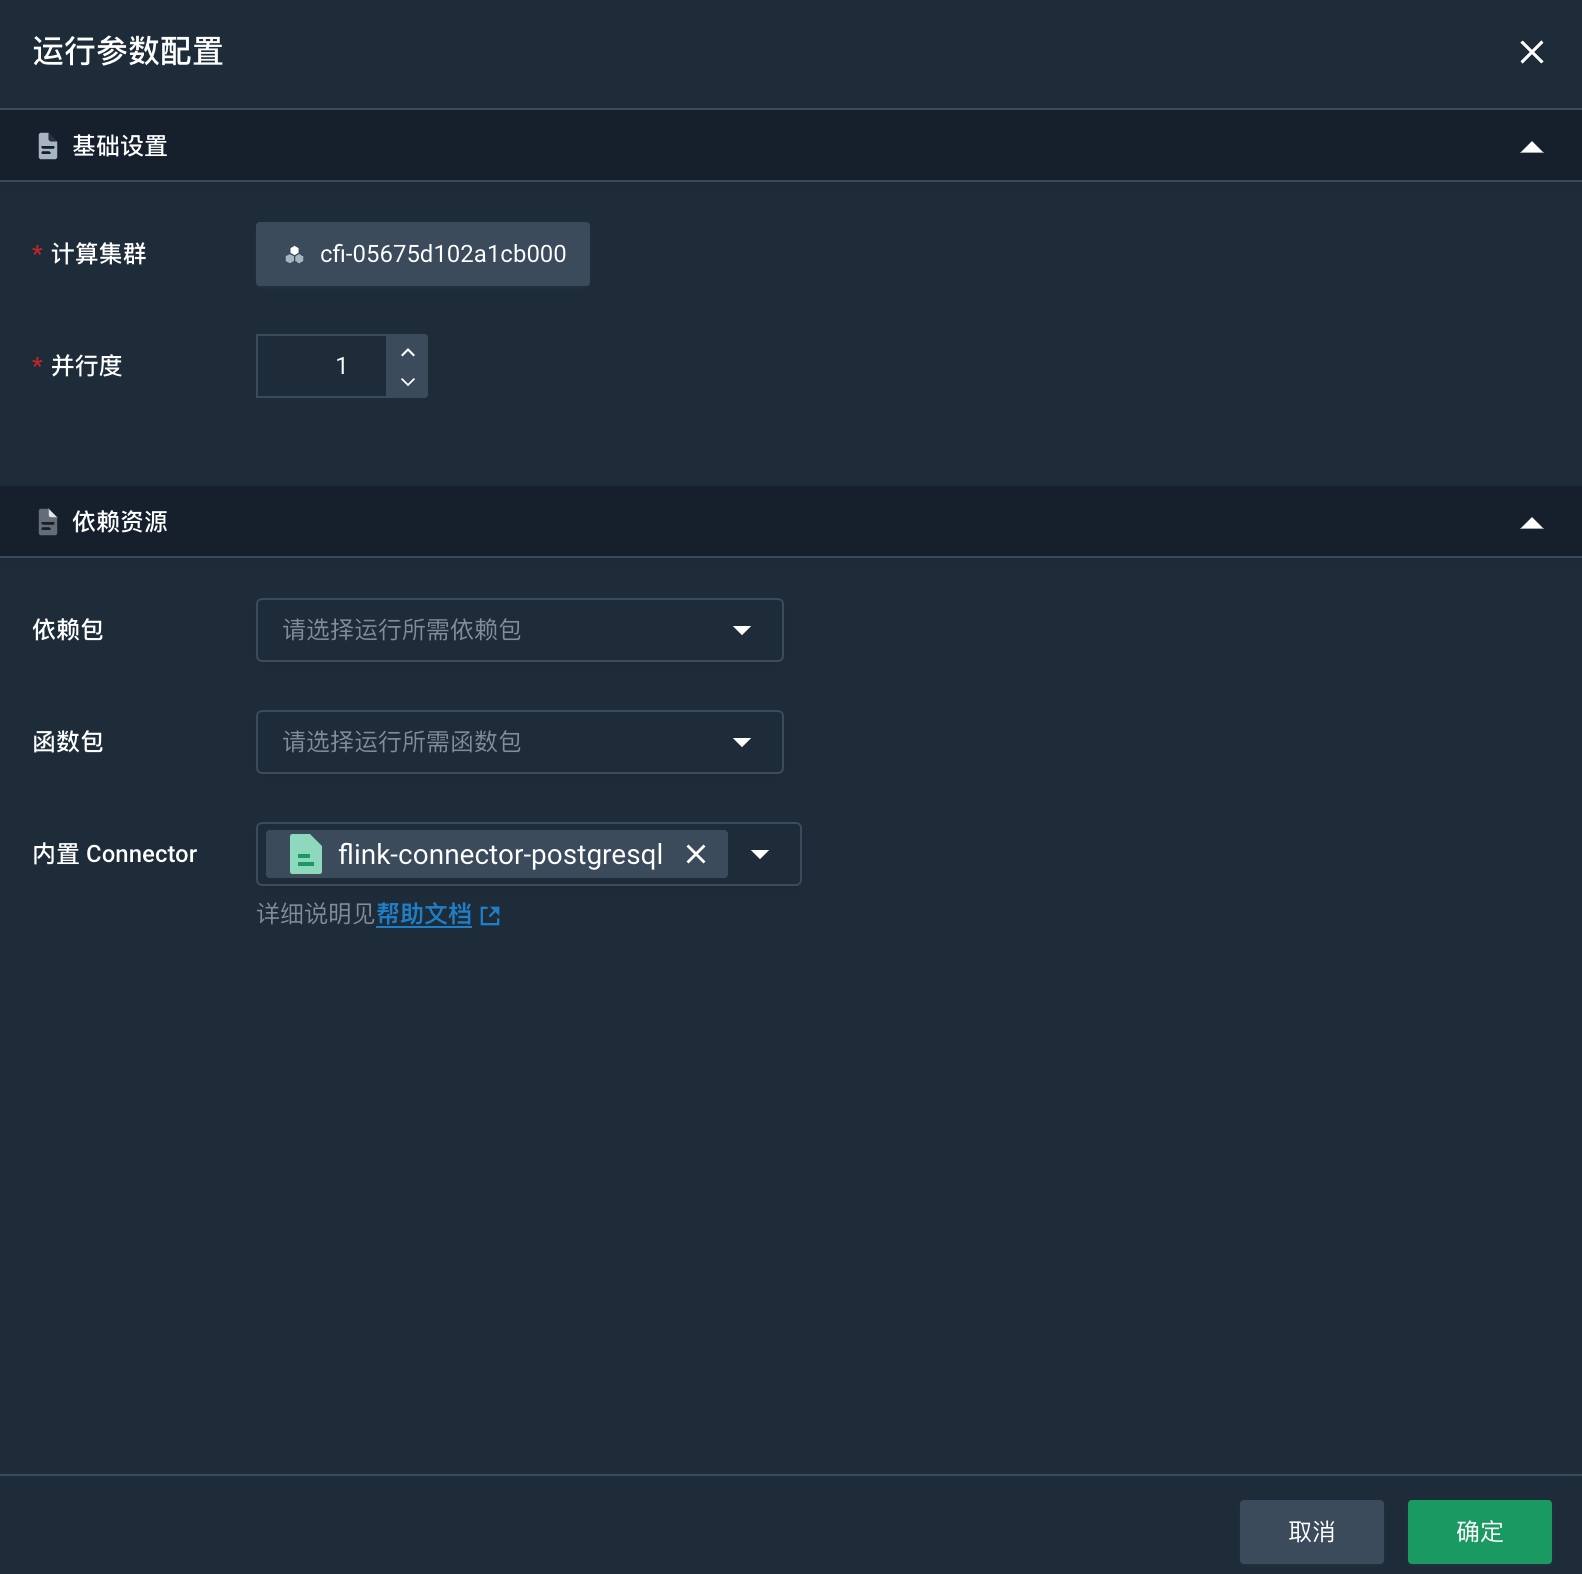 运行参数配置
基础设置
* 计算集群
cfi-05675d102a1cb000
* 并行度
1
依赖资源
依赖包
请选择运行所需依赖包
函数包
请选择运行所需函数包
内置 Connector
flink-connector-postgresql
详细说明见帮助文档
取消
确定